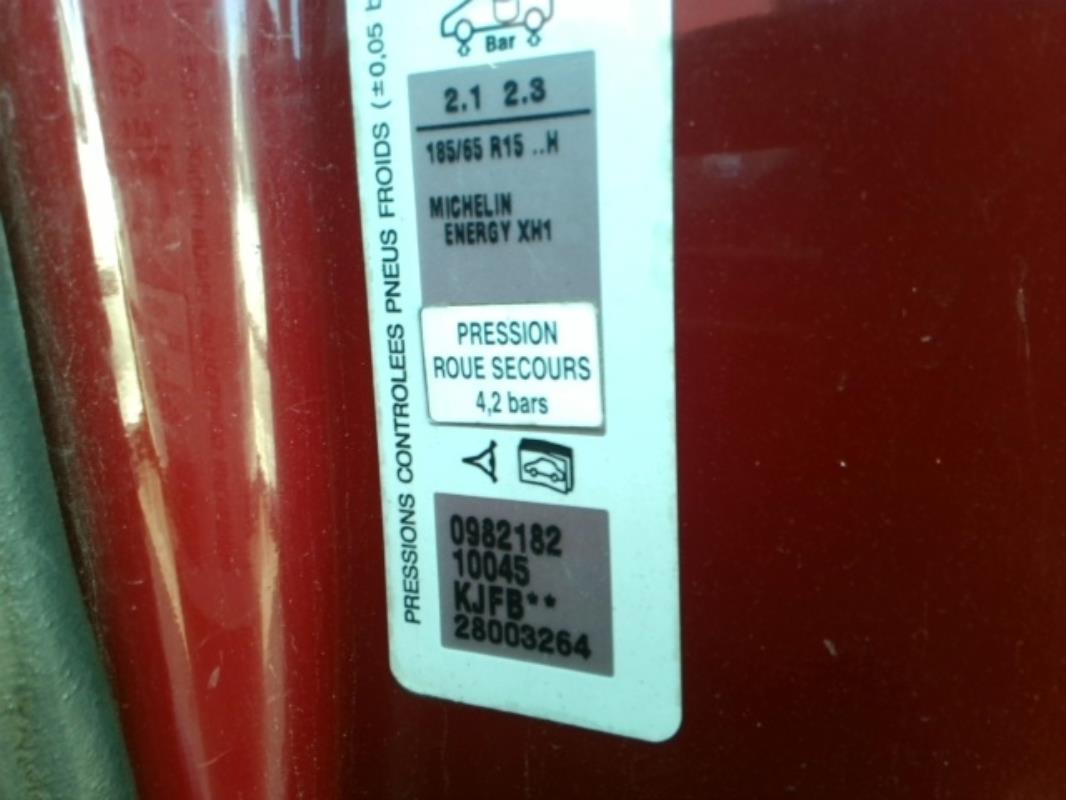 Bar
2.1 2.3
185/65 R15 ..H
MICHELIN
ENERGY XH1
PRESSION
ROUE SECOURS
4,2 bars
0982182
10045
KJFB**
28003264
PRESSIONS CONTROLEES PNEUS FROIDS (±0,05 b